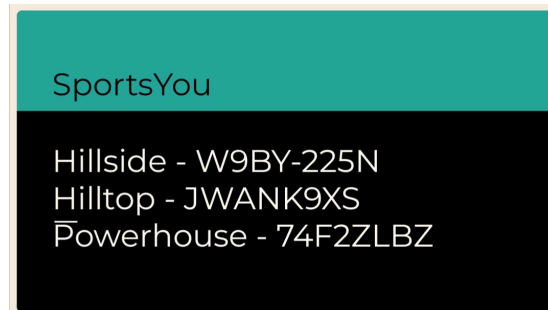 SportsYou
Hillside - W9BY-225N
Hilltop - JWANK9XS
Powerhouse - 74F2ZLBZ